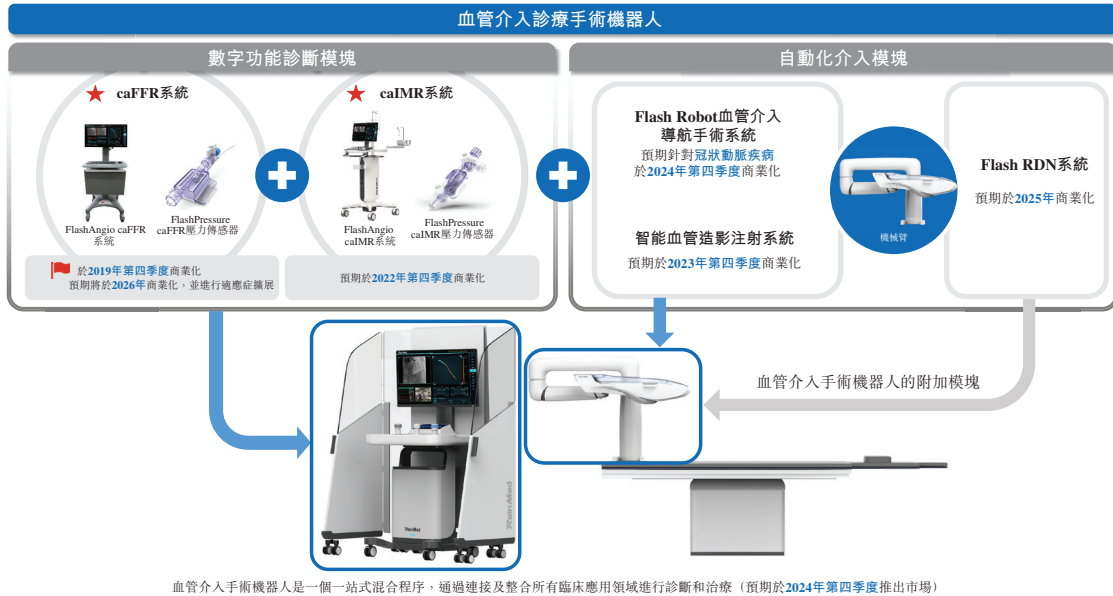 血管介入診療手術機器人
數字功能診斷模塊
caFFR系統
FlashAngio caFFR
系統
FlashPressure
caFFR壓力傳感器
於2019年第四季度商業化
預期將於2026年商業化，並進行適應症擴展
caIMR系統
FlashAngio
caIMR系統
FlashPressure
caIMR壓力傳感器
預期於2022年第四季度商業化
自動化介入模塊
Flash Robot血管介入
導航手術系統
預期針對冠狀動脈疾病
於2024年第四季度商業化
智能血管造影注射系統
預期於2023年第四季度商業化
機械臂
Flash RDN系統
預期於2025年商業化
血管介入手術機器人的附加模塊
RainMed
RainMed
血管介入手術機器人是一個一站式混合程序，通過連接及整合所有臨床應用領域進行診斷和治療（預期於2024年第四季度推出市場）